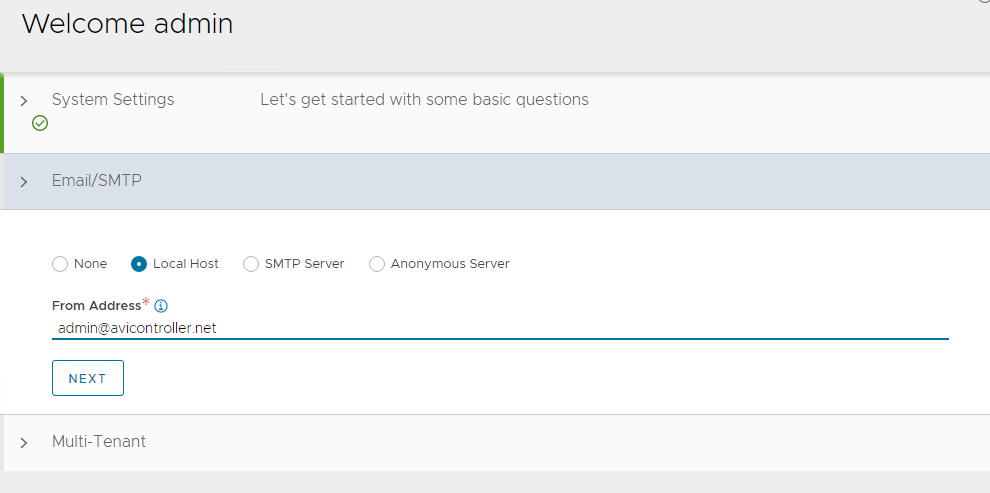 Welcome admin
System Settings Let's get started with some basic questions
Email/SMTP
None Local Host SMTP Server Anonymous Server
From Address*
admin@avicontroller.net
NEXT
Multi-Tenant